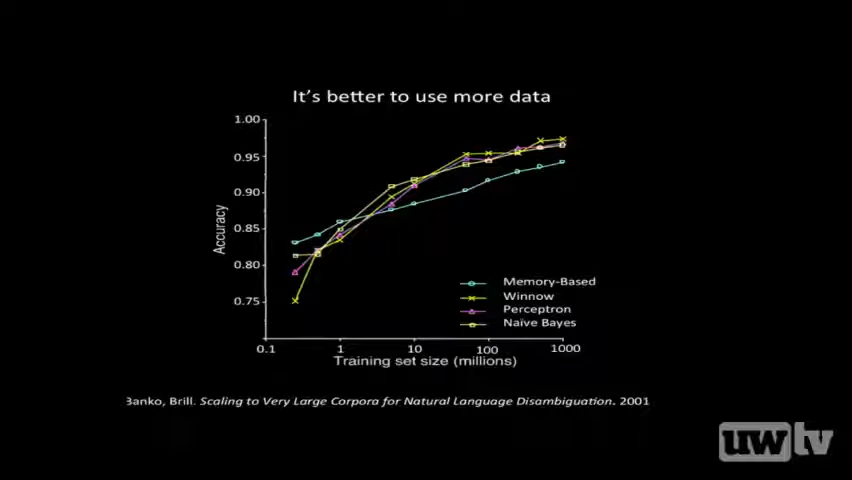 It's better to use more data
1.00
0.95
0.90
0.85
0.80
0.75
Accuracy
Memory-Based
Winnow
Perceptron
Naïve Bayes
0.1 1 10 100 1000
Training set size (millions)
Banko, Brill. Scaling to Very Large Corpora for Natural Language Disambiguation. 2001
uwtv